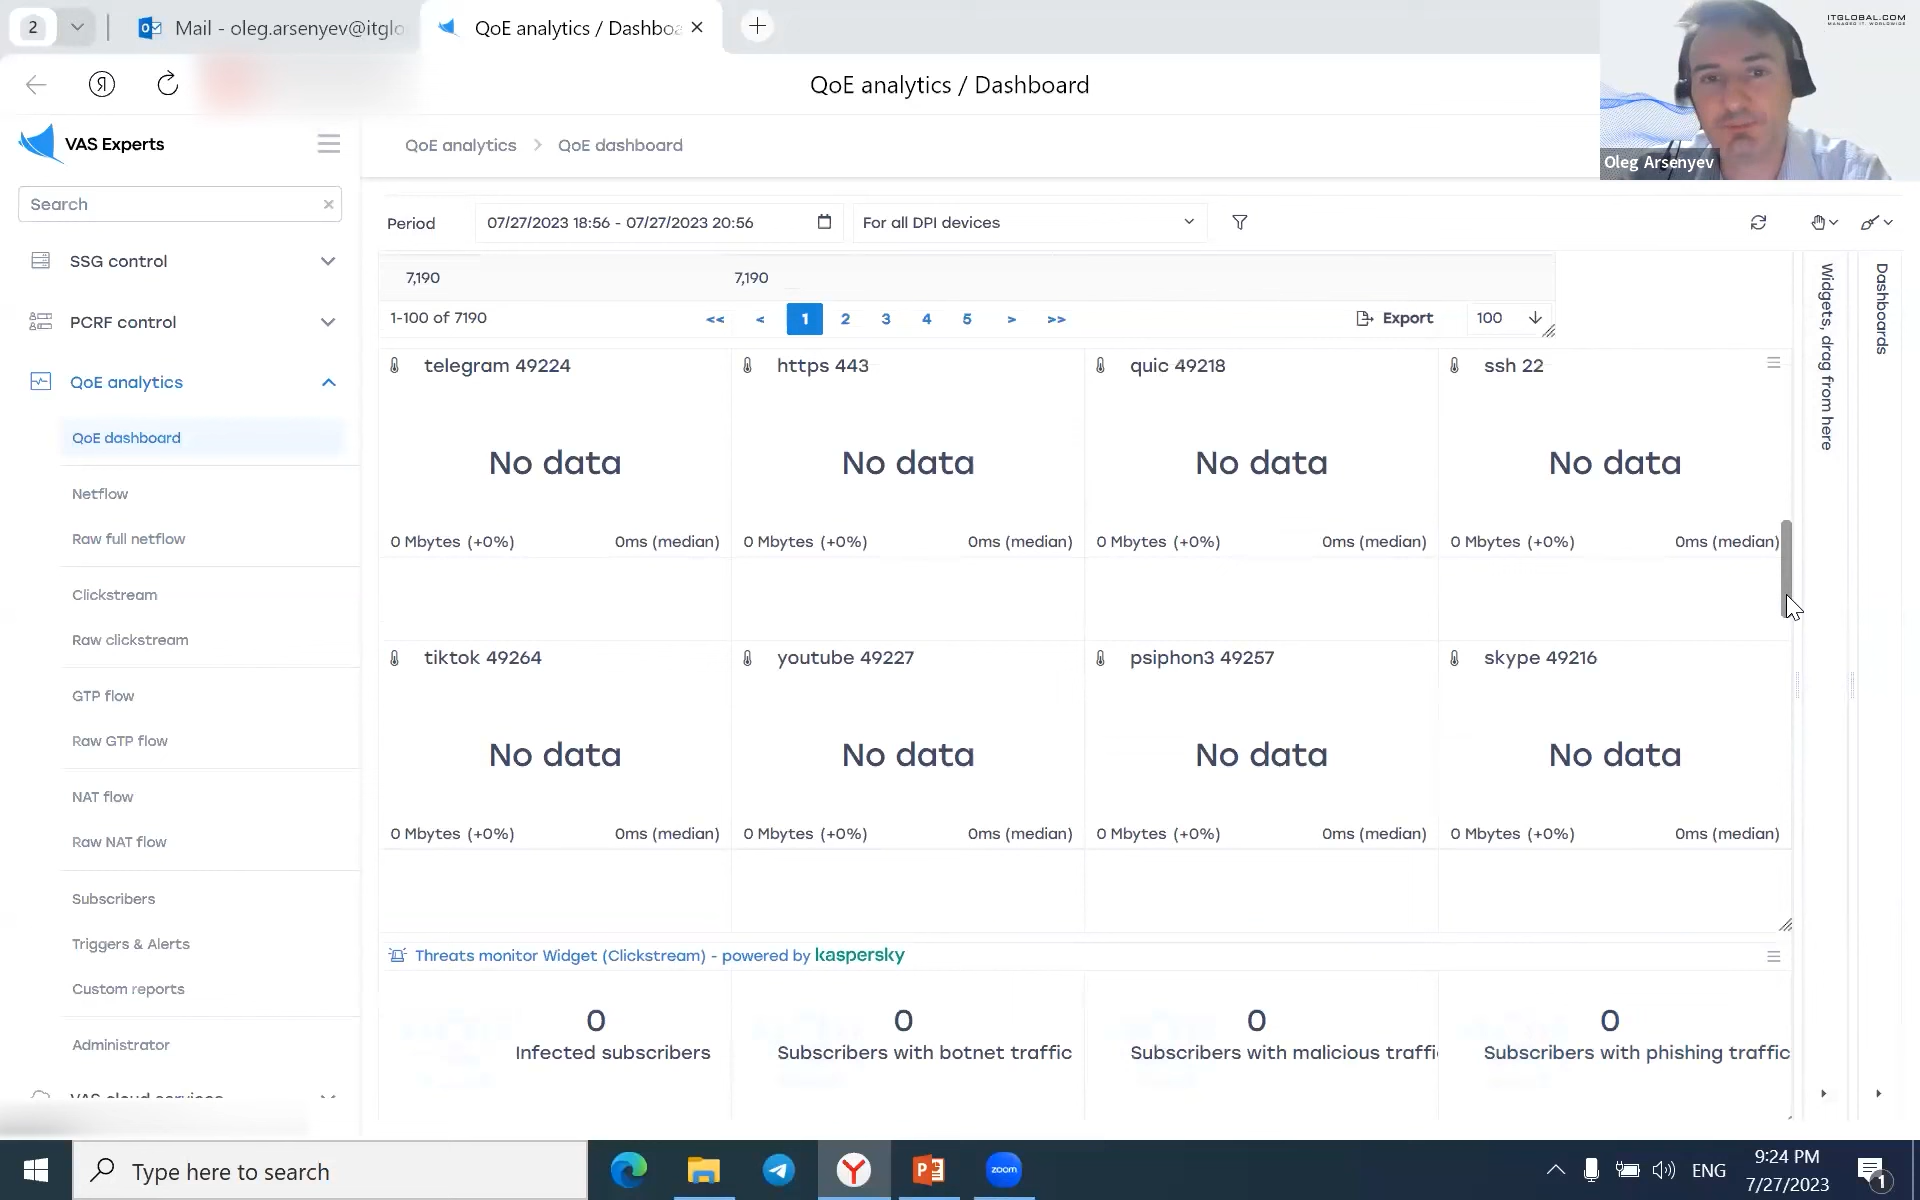 2
Mail - oleg.arsenyev@itglo
QoE analytics / Dashboa
Я
QoE analytics / Dashboard
ITGLOBAL.COM
MANAGED IT. WORLDWIDE
Oleg Arsenyev
VAS Experts
QoE analytics > QoE dashboard
Search
Period
07/27/2023 18:56 - 07/27/2023 20:56
For all DPI devices
SSG control
PCRF control
QoE analytics
QoE dashboard
Netflow
Raw full netflow
Clickstream
Raw clickstream
GTP flow
Raw GTP flow
NAT flow
Raw NAT flow
Subscribers
Triggers & Alerts
Custom reports
Administrator
VAS cloud services
7,190 7,190
1-100 of 7190 << < 1 2 3 4 5 > >> Export 100
telegram 49224 https 443 quic 49218 ssh 22
No data No data No data No data
0 Mbytes (+0%) 0ms (median) 0 Mbytes (+0%) 0ms (median) 0 Mbytes (+0%) 0ms (median) 0 Mbytes (+0%) 0ms (median)
tiktok 49264 youtube 49227 psiphon3 49257 skype 49216
No data No data No data No data
0 Mbytes (+0%) 0ms (median) 0 Mbytes (+0%) 0ms (median) 0 Mbytes (+0%) 0ms (median) 0 Mbytes (+0%) 0ms (median)
Threats monitor Widget (Clickstream) - powered by kaspersky
0 0 0 0
Infected subscribers Subscribers with botnet traffic Subscribers with malicious traffi Subscribers with phishing traffic
Widgets, drag from here
Dashboards
Type here to search
zoom
ENG
9:24 PM
7/27/2023
1